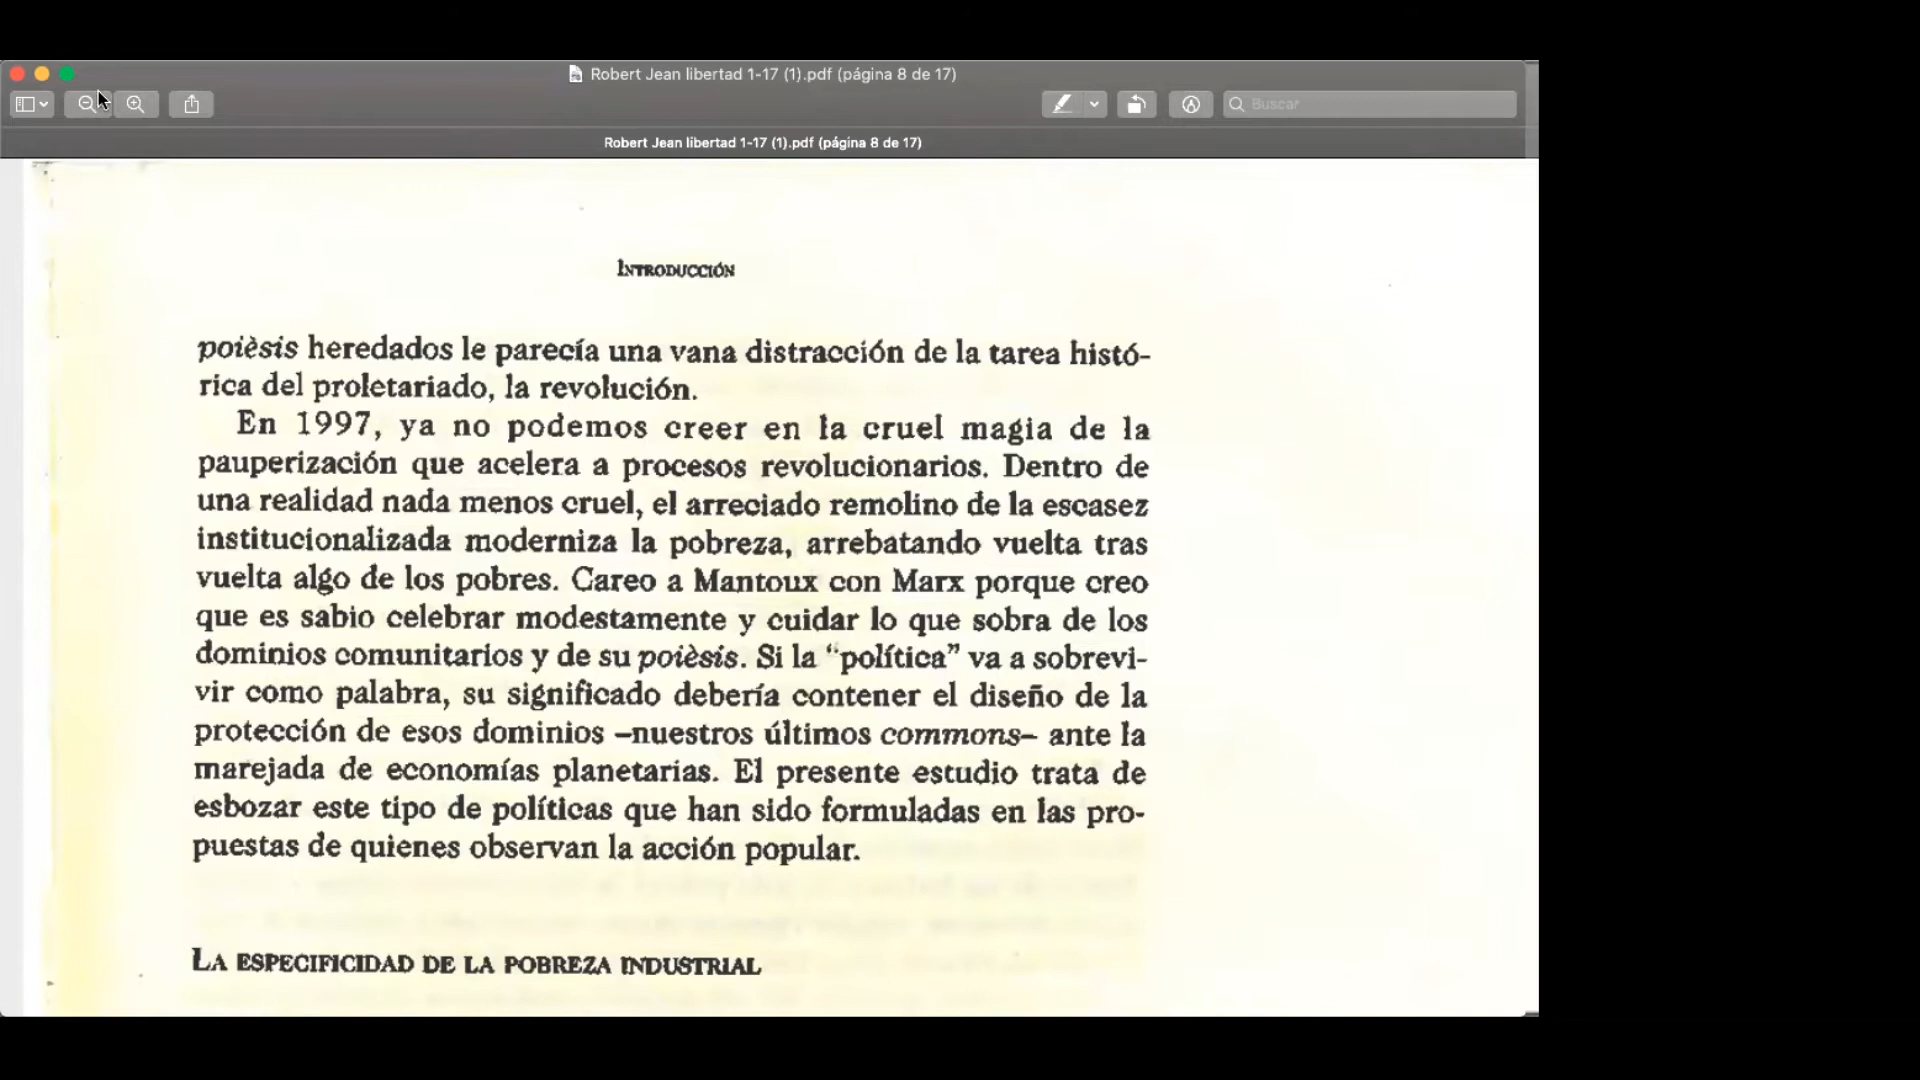 Robert Jean libertad 1-17 (1).pdf (página 8 de 17)
Buscar
Robert Jean libertad 1-17 (1).pdf (página 8 de 17)
INTRODUCCIÓN
poièsis heredados le parecía una vana distracción de la tarea histó-
rica del proletariado, la revolución.
En 1997, ya no podemos creer en la cruel magia de la
pauperización que acelera a procesos revolucionarios. Dentro de
una realidad nada menos cruel, el arreciado remolino de la escasez
institucionalizada moderniza la pobreza, arrebatando vuelta tras
vuelta algo de los pobres. Careo a Mantoux con Marx porque creo
que es sabio celebrar modestamente y cuidar lo que sobra de los
dominios comunitarios y de su poièsis. Si la “política” va a sobrevi-
vir como palabra, su significado debería contener el diseño de la
protección de esos dominios –nuestros últimos commons– ante la
marejada de economías planetarias. El presente estudio trata de
esbozar este tipo de políticas que han sido formuladas en las pro-
puestas de quienes observan la acción popular.
LA ESPECIFICIDAD DE LA POBREZA INDUSTRIAL